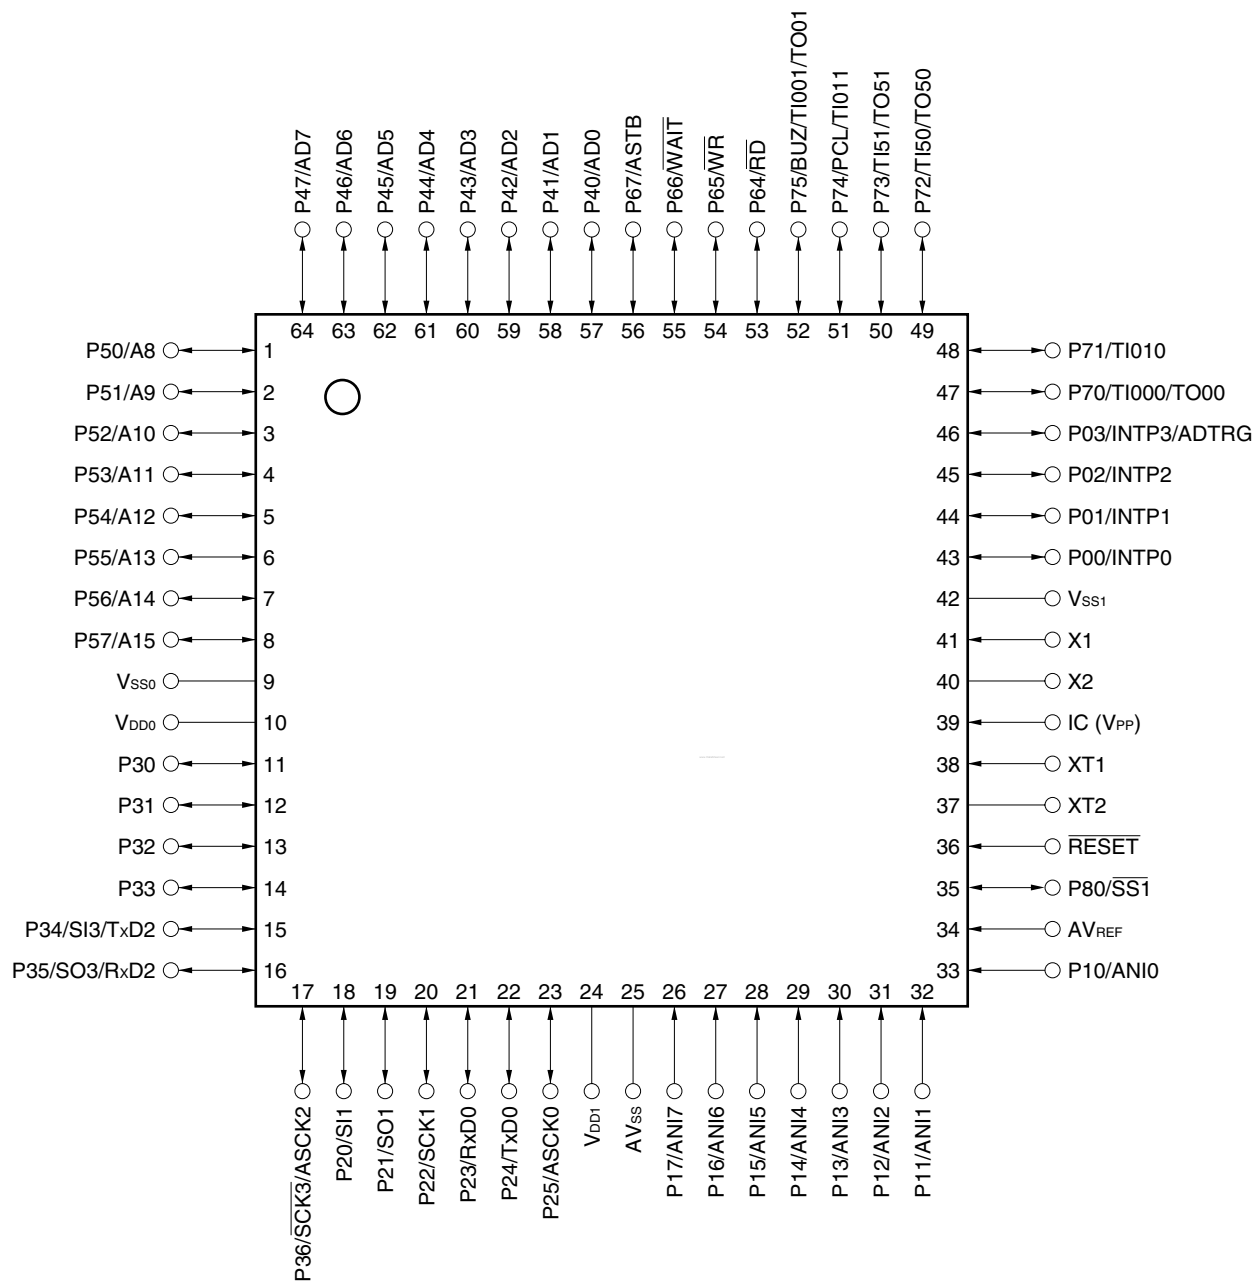 P47/AD7
P46/AD6
P45/AD5
P44/AD4
P43/AD3
P42/AD2
P41/AD1
P40/AD0
P67/ASTB
P66/W̅A̅I̅T̅
P65/W̅R̅
P64/R̅D̅
P75/BUZ/TI001/TO01
P74/PCL/TI011
P73/TI51/TO51
P72/TI50/TO50
64 63 62 61 60 59 58 57 56 55 54 53 52 51 50 49
P50/A8 1
P51/A9 2
P52/A10 3
P53/A11 4
P54/A12 5
P55/A13 6
P56/A14 7
P57/A15 8
VSS0 9
VDD0 10
P30 11
P31 12
P32 13
P33 14
P34/SI3/TxD2 15
P35/SO3/RxD2 16
48 P71/TI010
47 P70/TI000/TO00
46 P03/INTP3/ADTRG
45 P02/INTP2
44 P01/INTP1
43 P00/INTP0
42 VSS1
41 X1
40 X2
39 IC (VPP)
38 XT1
37 XT2
36 R̅E̅S̅E̅T̅
35 P80/S̅S̅1̅
34 AVREF
33 P10/ANI0
17 18 19 20 21 22 23 24 25 26 27 28 29 30 31 32
P36/S̅C̅K̅3̅/ASCK2
P20/SI1
P21/SO1
P22/SCK1
P23/RxD0
P24/TxD0
P25/ASCK0
VDD1
AVSS
P17/ANI7
P16/ANI6
P15/ANI5
P14/ANI4
P13/ANI3
P12/ANI2
P11/ANI1